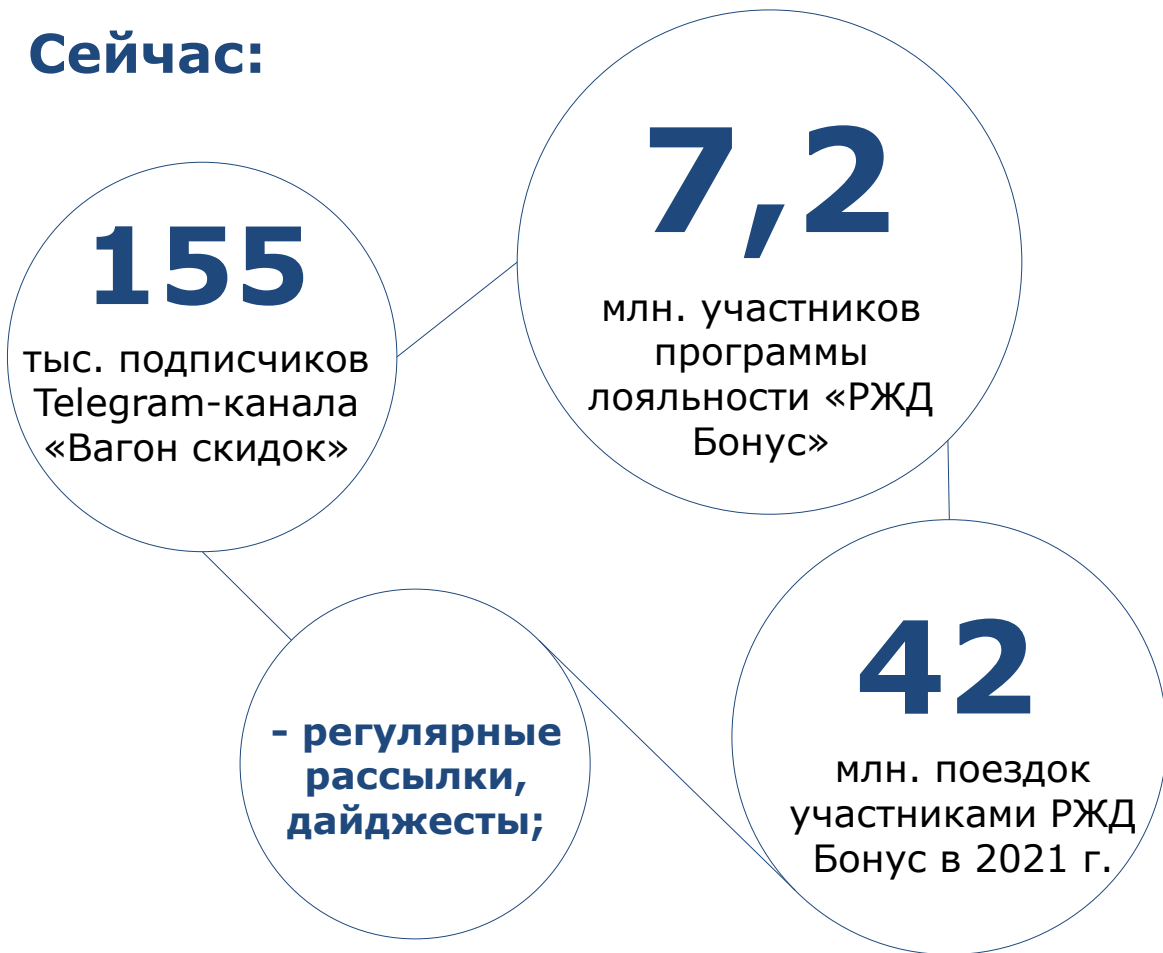 Сейчас:
155
тыс. подписчиков
Telegram-канала
«Вагон скидок»
7,2
млн. участников
программы
лояльности «РЖД
Бонус»
- регулярные
рассылки,
дайджесты;
42
млн. поездок
участниками РЖД
Бонус в 2021 г.